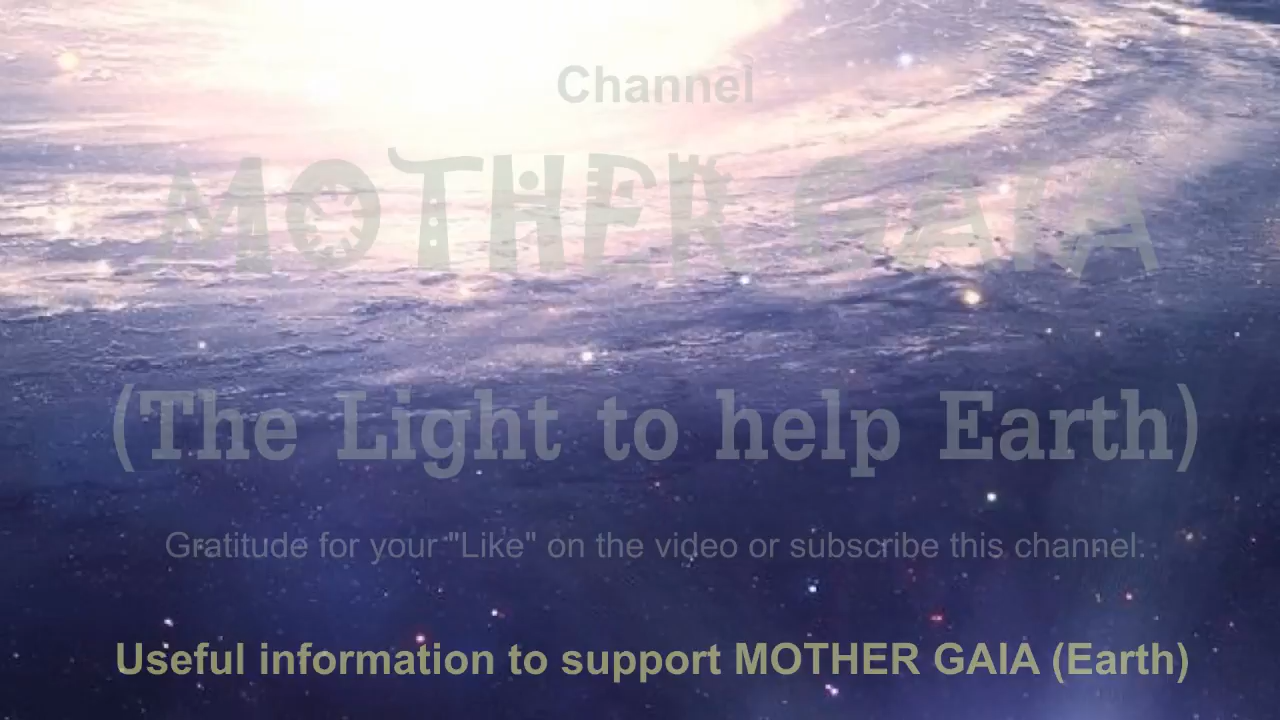 Channel
MOTHER GAIA
(The Light to help Earth)
Gratitude for your "Like" on the video or subscribe this channel.
Useful information to support MOTHER GAIA (Earth)